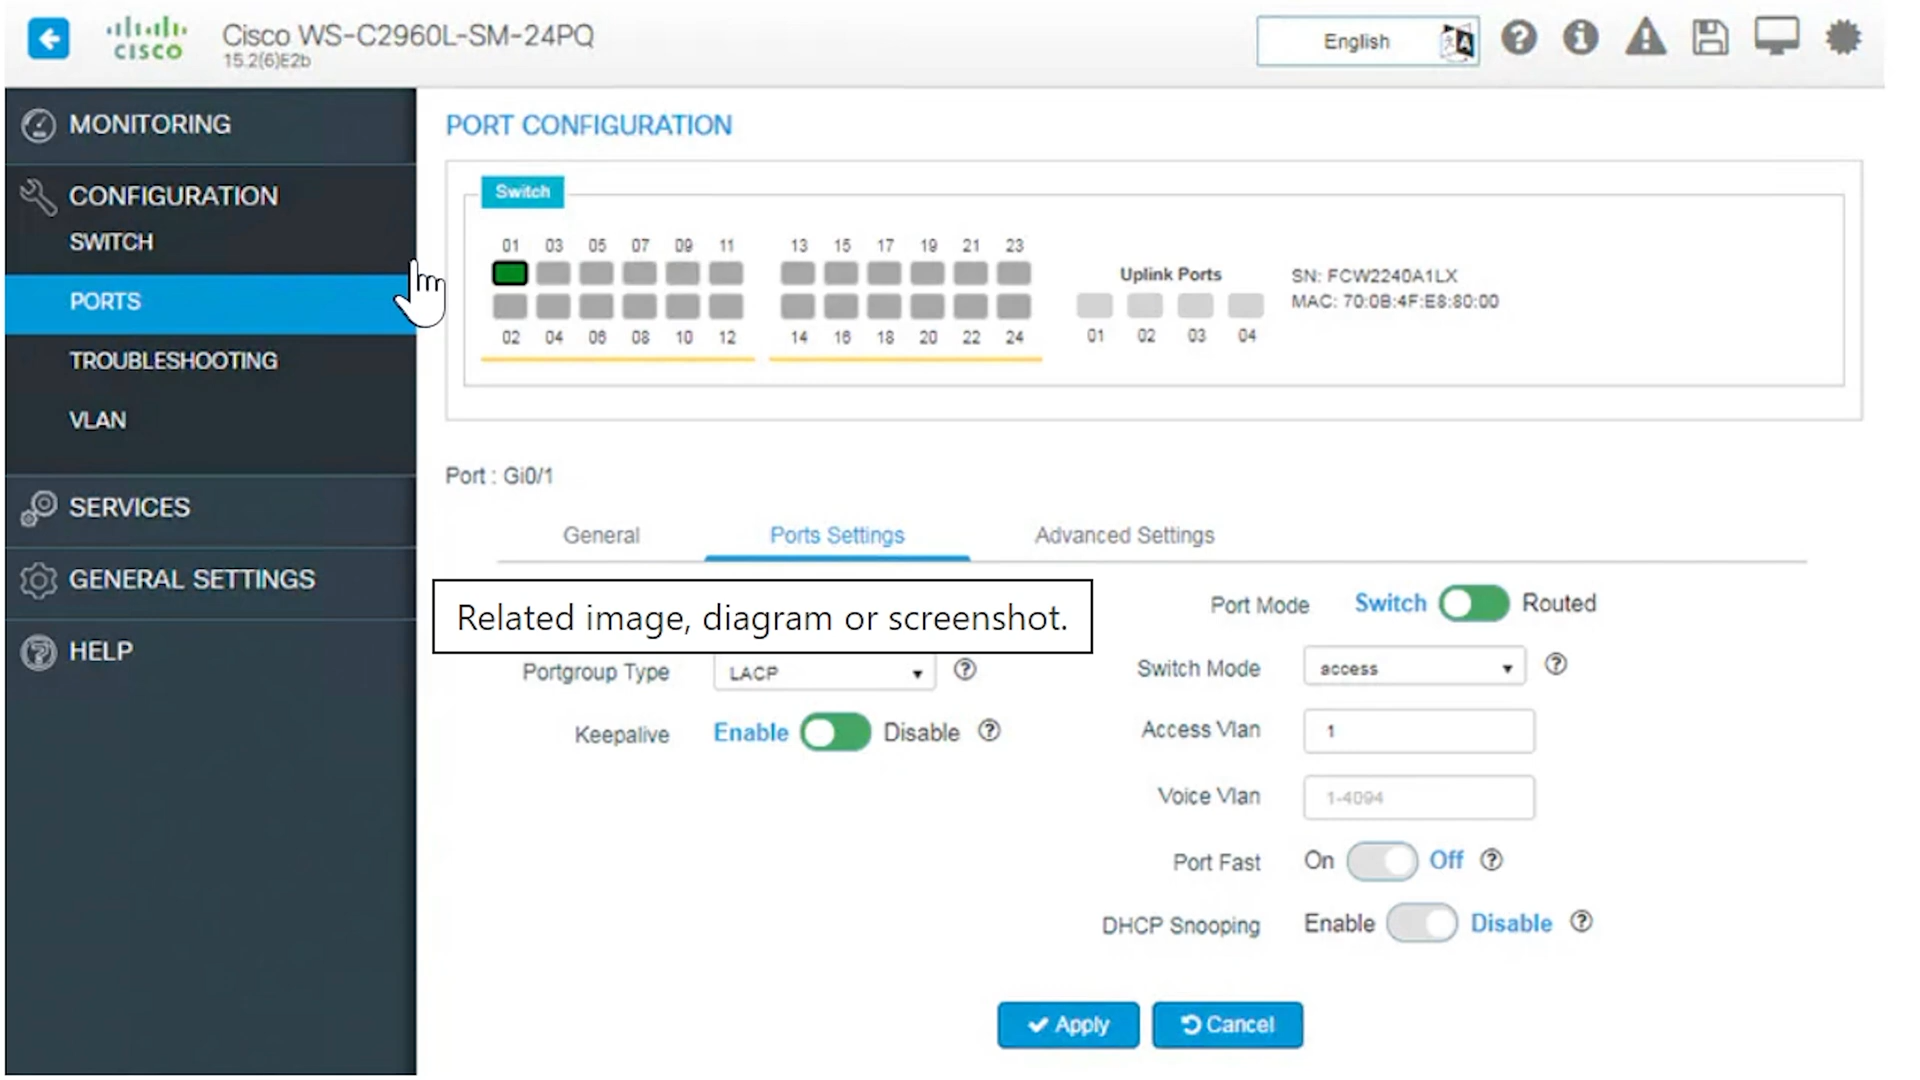 CISCO
Cisco WS-C2960L-SM-24PQ
15.2(6)E2b
English
MONITORING
CONFIGURATION
SWITCH
PORTS
TROUBLESHOOTING
VLAN
SERVICES
GENERAL SETTINGS
HELP
PORT CONFIGURATION
Switch
01 03 05 07 09 11 13 15 17 19 21 23
02 04 06 08 10 12 14 16 18 20 22 24
Uplink Ports
01 02 03 04
SN: FCW2240A1LX
MAC: 70:0B:4F:E8:80:00
Port : Gi0/1
General Ports Settings Advanced Settings
Related image, diagram or screenshot.
Portgroup Type LACP
Keepalive Enable Disable
Port Mode Switch Routed
Switch Mode access
Access Vlan 1
Voice Vlan 1-4094
Port Fast On Off
DHCP Snooping Enable Disable
Apply Cancel